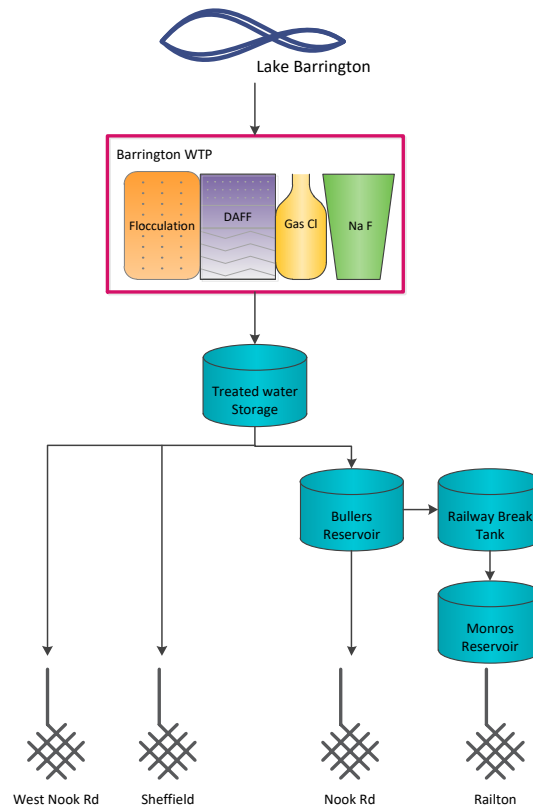 Lake Barrington
Barrington WTP
Flocculation
DAFF
Gas Cl
Na F
Treated water
Storage
Bullers
Reservoir
Railway Break
Tank
Monros
Reservoir
West Nook Rd
Sheffield
Nook Rd
Railton